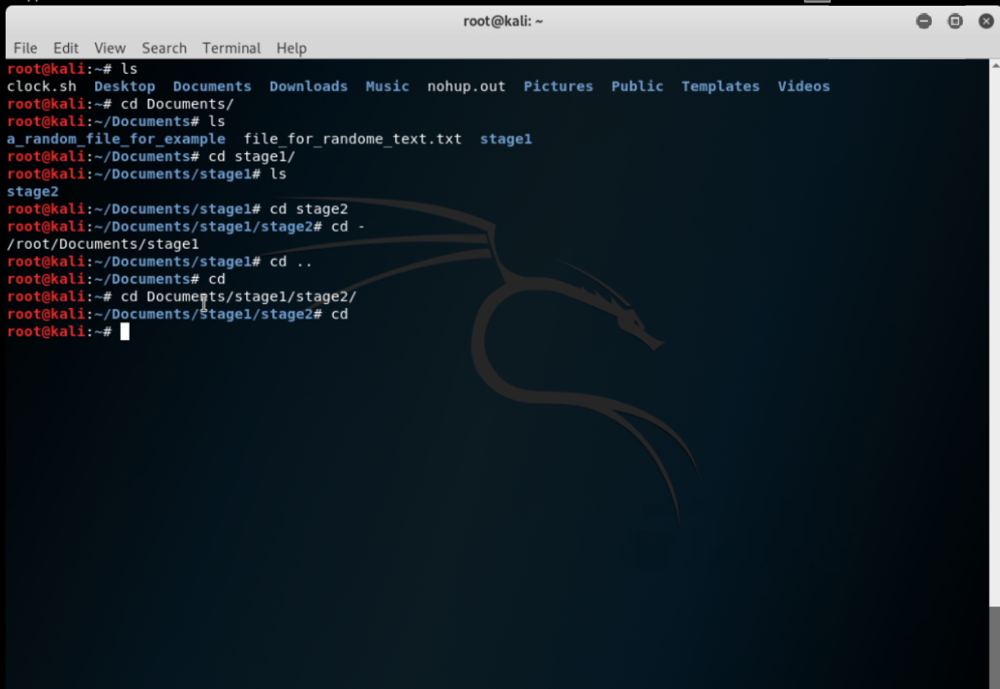 root@kali: ~
File Edit View Search Terminal Help
root@kali:~# ls
clock.sh Desktop Documents Downloads Music nohup.out Pictures Public Templates Videos
root@kali:~# cd Documents/
root@kali:~/Documents# ls
a_random_file_for_example file_for_randome_text.txt stage1
root@kali:~/Documents# cd stage1/
root@kali:~/Documents/stage1# ls
stage2
root@kali:~/Documents/stage1# cd stage2
root@kali:~/Documents/stage1/stage2# cd -
/root/Documents/stage1
root@kali:~/Documents/stage1# cd ..
root@kali:~/Documents# cd
root@kali:~# cd Documents/stage1/stage2/
root@kali:~/Documents/stage1/stage2# cd
root@kali:~#